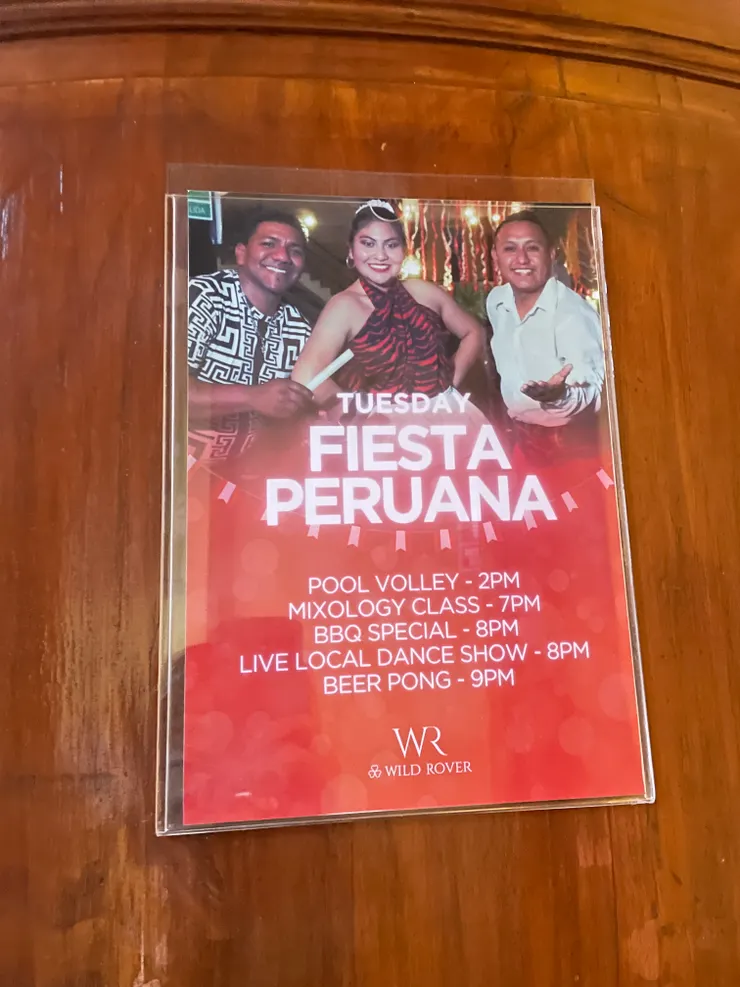 TUESDAY
FIESTA
PERUANA
POOL VOLLEY - 2PM
MIXOLOGY CLASS - 7PM
BBQ SPECIAL - 8PM
LIVE LOCAL DANCE SHOW - 8PM
BEER PONG - 9PM
WR
WILD ROVER